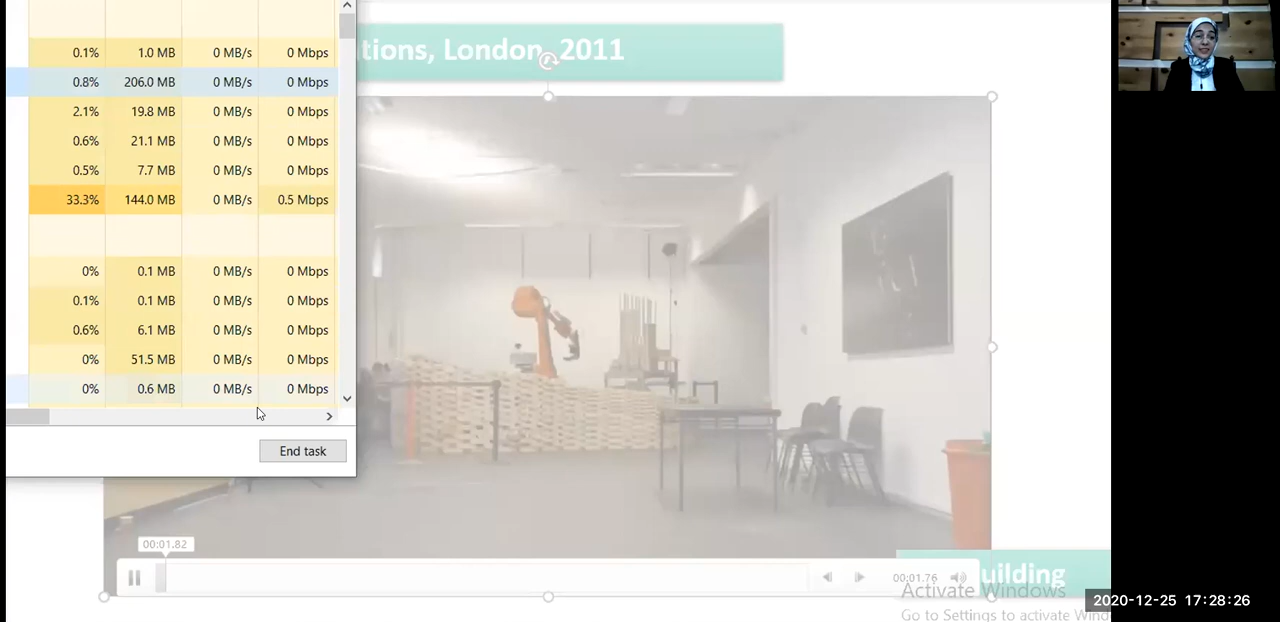 tions, London, 2011
0.1% 1.0 MB 0 MB/s 0 Mbps
0.8% 206.0 MB 0 MB/s 0 Mbps
2.1% 19.8 MB 0 MB/s 0 Mbps
0.6% 21.1 MB 0 MB/s 0 Mbps
0.5% 7.7 MB 0 MB/s 0 Mbps
33.3% 144.0 MB 0 MB/s 0.5 Mbps
0% 0.1 MB 0 MB/s 0 Mbps
0.1% 0.1 MB 0 MB/s 0 Mbps
0.6% 6.1 MB 0 MB/s 0 Mbps
0% 51.5 MB 0 MB/s 0 Mbps
0% 0.6 MB 0 MB/s 0 Mbps
End task
00:01.82
00:01.76
uilding
Activate Windows
Go to Settings to activate Wind
2020-12-25 17:28:26